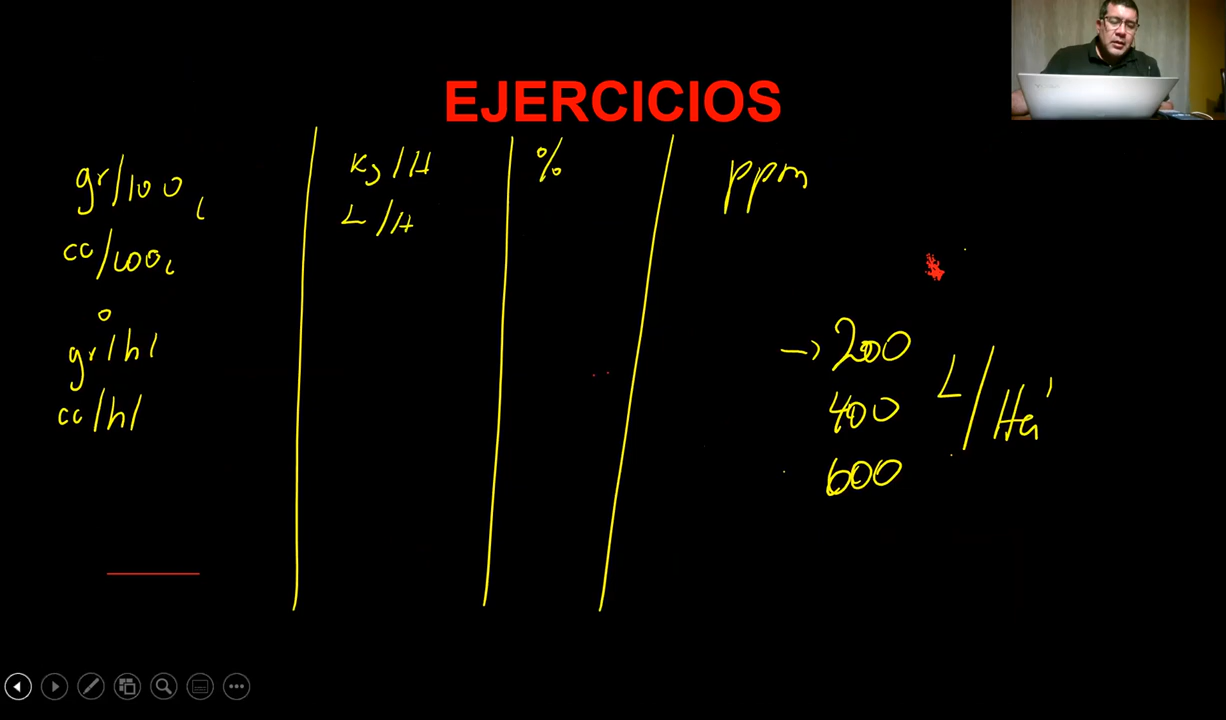 EJERCICIOS
gr/100 L
cc/100 L
o
gr/hl
cc/hl
Kg/H
L/H
%
ppm
→ 200
400
600
L/Ha